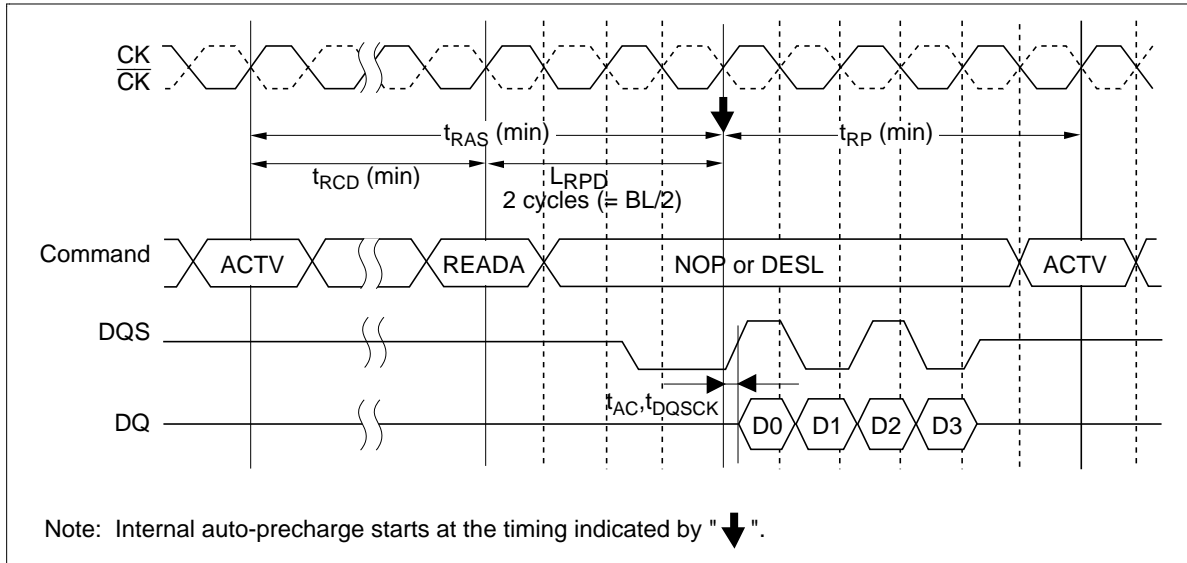 CK
CK
tRAS (min)
tRP (min)
tRCD (min)
LRPD
2 cycles (= BL/2)
Command
ACTV
READA
NOP or DESL
ACTV
DQS
tAC,tDQSCK
DQ
D0
D1
D2
D3
Note: Internal auto-precharge starts at the timing indicated by " ".